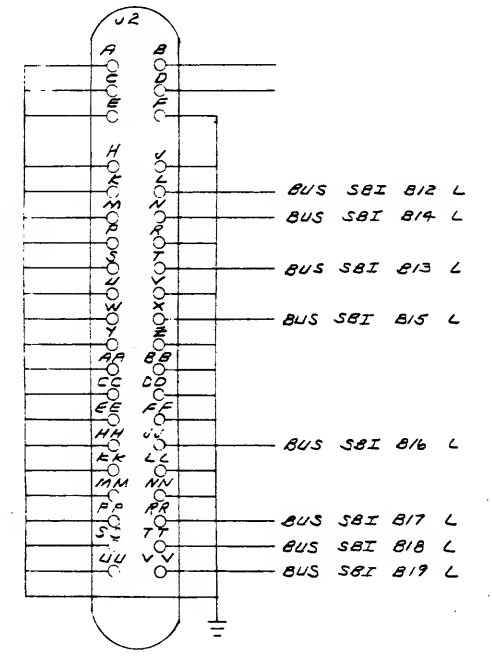 J2
A B
C D
E F
H J
K L BUS SBI B12 L
M N BUS SBI B14 L
P R
S T BUS SBI B13 L
U V
W X BUS SBI B15 L
Y Z
AA BB
CC DD
EE FF
HH JJ BUS SBI B16 L
KK LL
MM NN
PP RR BUS SBI B17 L
S TT BUS SBI B18 L
UU VV BUS SBI B19 L